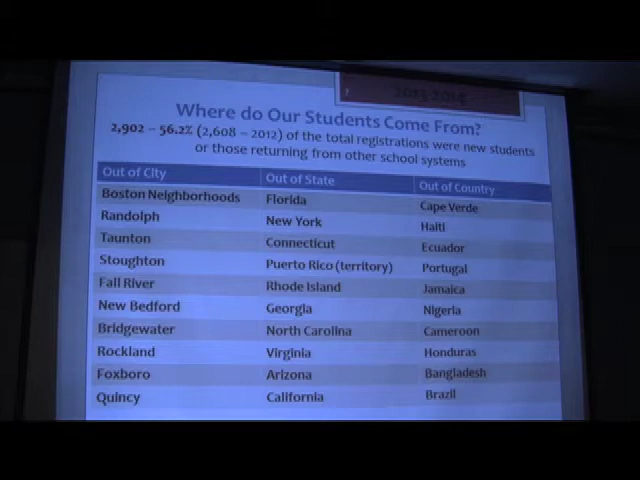 2013-2014
Where do Our Students Come From?
2,902 – 56.2% (2,608 – 2012) of the total registrations were new students
or those returning from other school systems
Out of City Out of State Out of Country
Boston Neighborhoods Florida Cape Verde
Randolph New York Haiti
Taunton Connecticut Ecuador
Stoughton Puerto Rico (territory) Portugal
Fall River Rhode Island Jamaica
New Bedford Georgia Nigeria
Bridgewater North Carolina Cameroon
Rockland Virginia Honduras
Foxboro Arizona Bangladesh
Quincy California Brazil